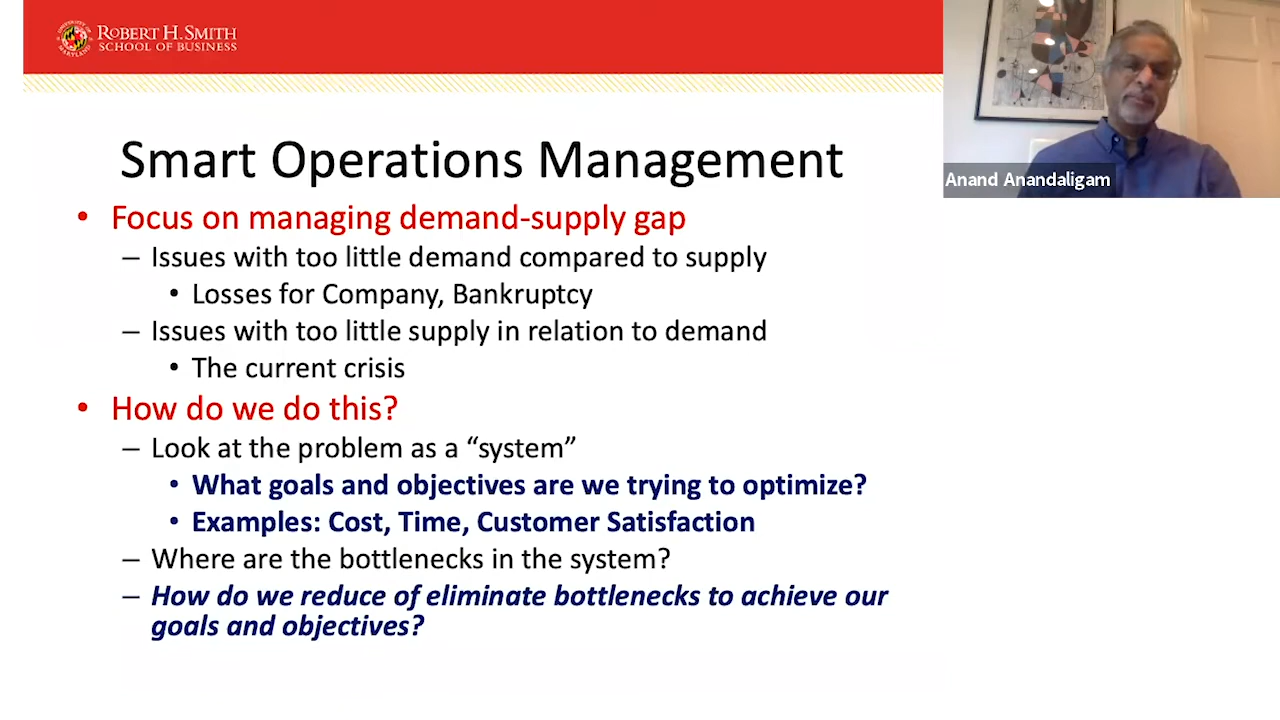 UNIVERSITY OF MARYLAND
ROBERT H. SMITH
SCHOOL OF BUSINESS
Anand Anandaligam
Smart Operations Management
• Focus on managing demand-supply gap
– Issues with too little demand compared to supply
• Losses for Company, Bankruptcy
– Issues with too little supply in relation to demand
• The current crisis
• How do we do this?
– Look at the problem as a “system”
• What goals and objectives are we trying to optimize?
• Examples: Cost, Time, Customer Satisfaction
– Where are the bottlenecks in the system?
– How do we reduce of eliminate bottlenecks to achieve our
goals and objectives?